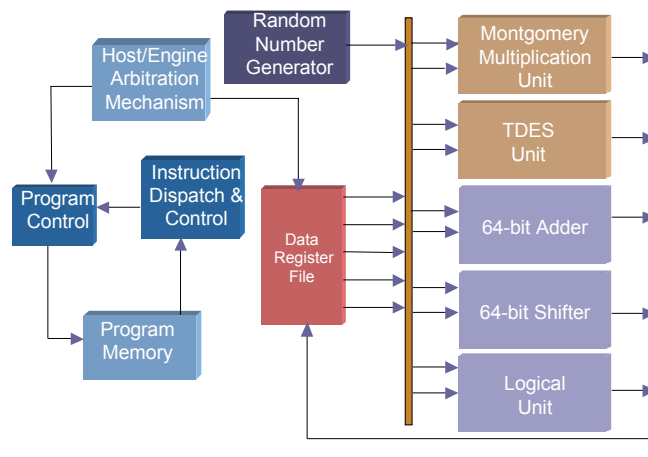 Random
Number
Generator
Host/Engine
Arbitration
Mechanism
Montgomery
Multiplication
Unit
TDES
Unit
Instruction
Dispatch &
Control
Program
Control
Data
Register
File
64-bit Adder
64-bit Shifter
Program
Memory
Logical
Unit